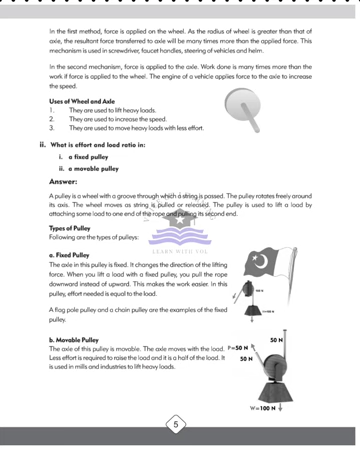 In the first method, force is applied on the wheel. As the radius of wheel is greater than that of
axle, the resultant force transferred to axle will be many times more than the applied force. This
mechanism is used in screwdriver, faucet handles, steering of vehicles and helm.
In the second mechanism, force is applied to the axle. Work done is many times more than the
work if force is applied to the wheel. The engine of a vehicle applies force to the axle to increase
the speed.
Uses of Wheel and Axle
1. They are used to lift heavy loads.
2. They are used to increase the speed.
3. They are used to move heavy loads with less effort.
ii. What is effort and load ratio in:
i. a fixed pulley
ii. a movable pulley
Answer:
A pulley is a wheel with a groove through which a string is passed. The pulley rotates freely around
its axis. The wheel moves as string is pulled or released. The pulley is used to lift a load by
attaching some load to one end of the rope and pulling its second end.
Types of Pulley
Following are the types of pulleys:
LEARN WITH
a. Fixed Pulley
The axle in this pulley is fixed. It changes the direction of the lifting
force. When you lift a load with a fixed pulley, you pull the rope
downward instead of upward. This makes the work easier. In this
pulley, effort needed is equal to the load.
A flag pole pulley and a chain pulley are the examples of the fixed
pulley.
b. Movable Pulley
The axle of this pulley is movable. The axle moves with the load.
Less effort is required to raise the load and it is a half of the load. It
is used in mills and industries to lift heavy loads.
50 N
P=50 N
50 N
W=100 N
5